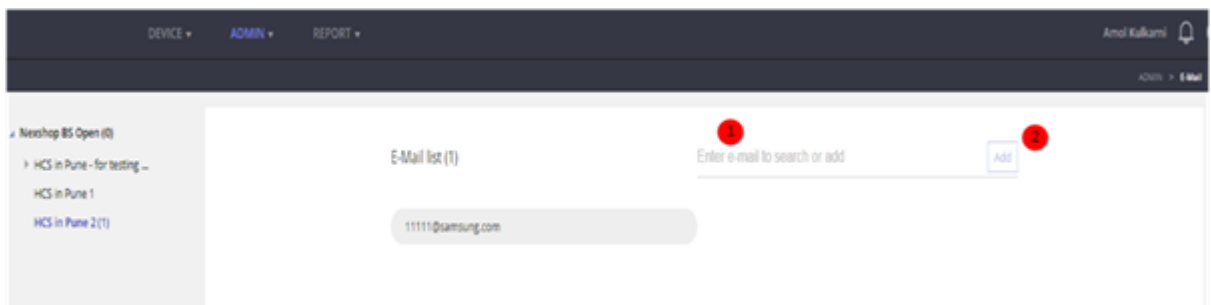 DEVICE ▾ ADMIN ▾ REPORT ▾ Amol Kulkarni
ADMIN > E-Mail
Nexshop BS Open (0)
HCS in Pune - for testing ...
HCS in Pune 1
HCS in Pune 2 (1)
E-Mail list (1)
1
Enter e-mail to search or add
Add
2
11111@samsung.com